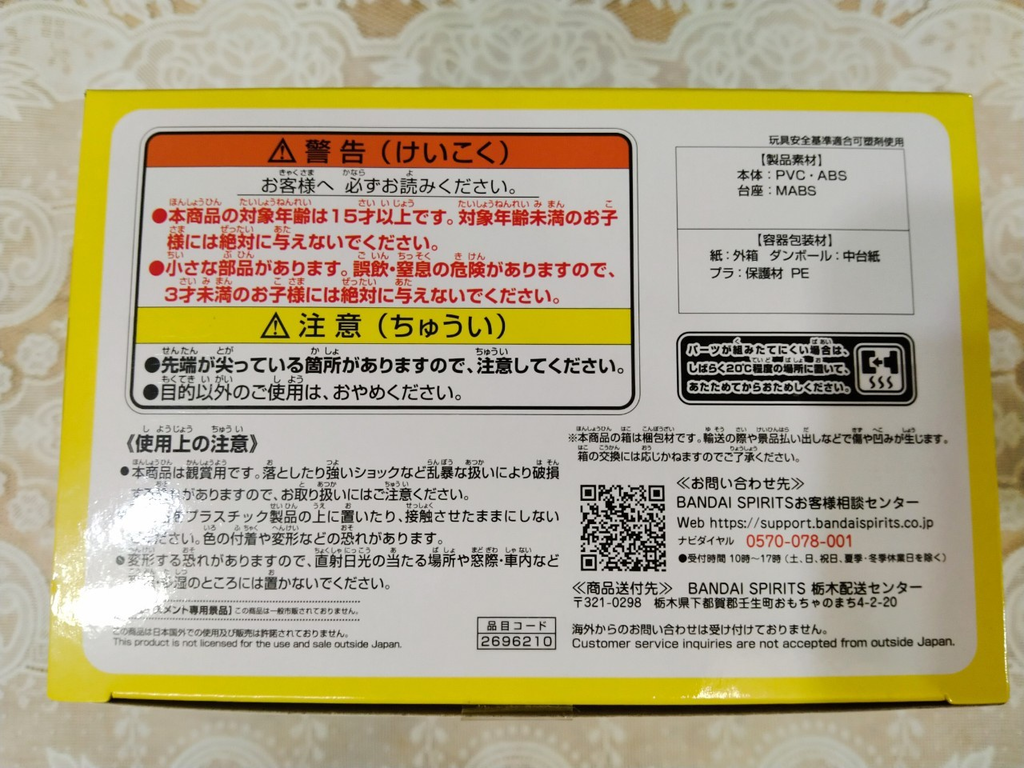 ⚠警告(けいこく)
お客様へ 必ずお読みください。
●本商品の対象年齢は15才以上です。対象年齢未満のお子
様には絶対に与えないでください。
●小さな部品があります。誤飲・窒息の危険がありますので、
3才未満のお子様には絶対に与えないでください。
⚠注意(ちゅうい)
●先端が尖っている箇所がありますので、注意してください。
●目的以外のご使用は、おやめください。
《使用上の注意》
●本商品は観賞用です。落としたり強いショックなど乱暴な扱いにより破損
がありますので、お取り扱いにはご注意ください。
プラスチック製品の上に置いたり、接触させたままにしない
ください。色の付着や変形などの恐れがあります。
●変形する恐れがありますので、直射日光の当たる場所や窓際・車内など
多湿のところには置かないでください。
メント専用景品】この商品は一般市販されておりません。
この商品は日本国外での使用及び販売は許諾されておりません。
This product is not licensed for the use and sale outside Japan.
品目コード
2696210
玩具安全基準適合可塑剤使用
【製品素材】
本体:PVC・ABS
台座:MABS
【容器包装材】
紙:外箱 ダンボール:中台紙
プラ:保護材 PE
パーツが組みたてにくい場合は、
しばらく20℃程度の場所に置いて、
あたためてからおためしください。
※本商品の箱は梱包材です。輸送の際や景品払い出しなどで傷や凹みが生じます。
箱の交換には応じかねますのでご了承ください。
≪お問い合わせ先≫
BANDAI SPIRITSお客様相談センター
Web https://support.bandaispirits.co.jp
ナビダイヤル 0570-078-001
●受付時間 10時〜17時(土、日、祝日、夏季・冬季休業日を除く)
≪商品送付先≫ BANDAI SPIRITS 栃木配送センター
〒321-0298 栃木県下都賀郡壬生町おもちゃのまち4-2-20
海外からのお問い合わせは受け付けておりません。
Customer service inquiries are not accepted from outside Japan.